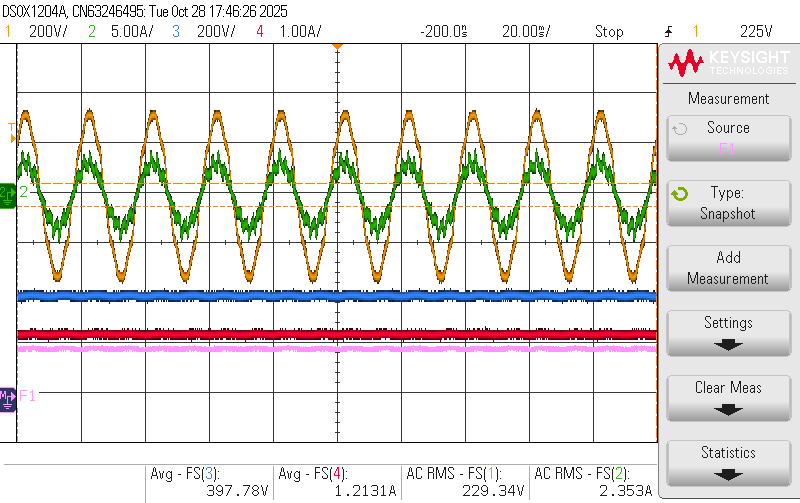 DSOX1204A, CN63246495: Tue Oct 28 17:46:26 2025
1 200V/ 2 5.00A/ 3 200V/ 4 1.00A/ -200.0ms 20.00ms/ Stop 1 225V
KEYSIGHT
TECHNOLOGIES
Measurement
Source
F1
Type:
Snapshot
Add
Measurement
Settings
Clear Meas
Statistics
T
2
2
M
F1
Avg - FS(3):
397.78V
Avg - FS(4):
1.2131A
AC RMS - FS(1):
229.34V
AC RMS - FS(2):
2.353A